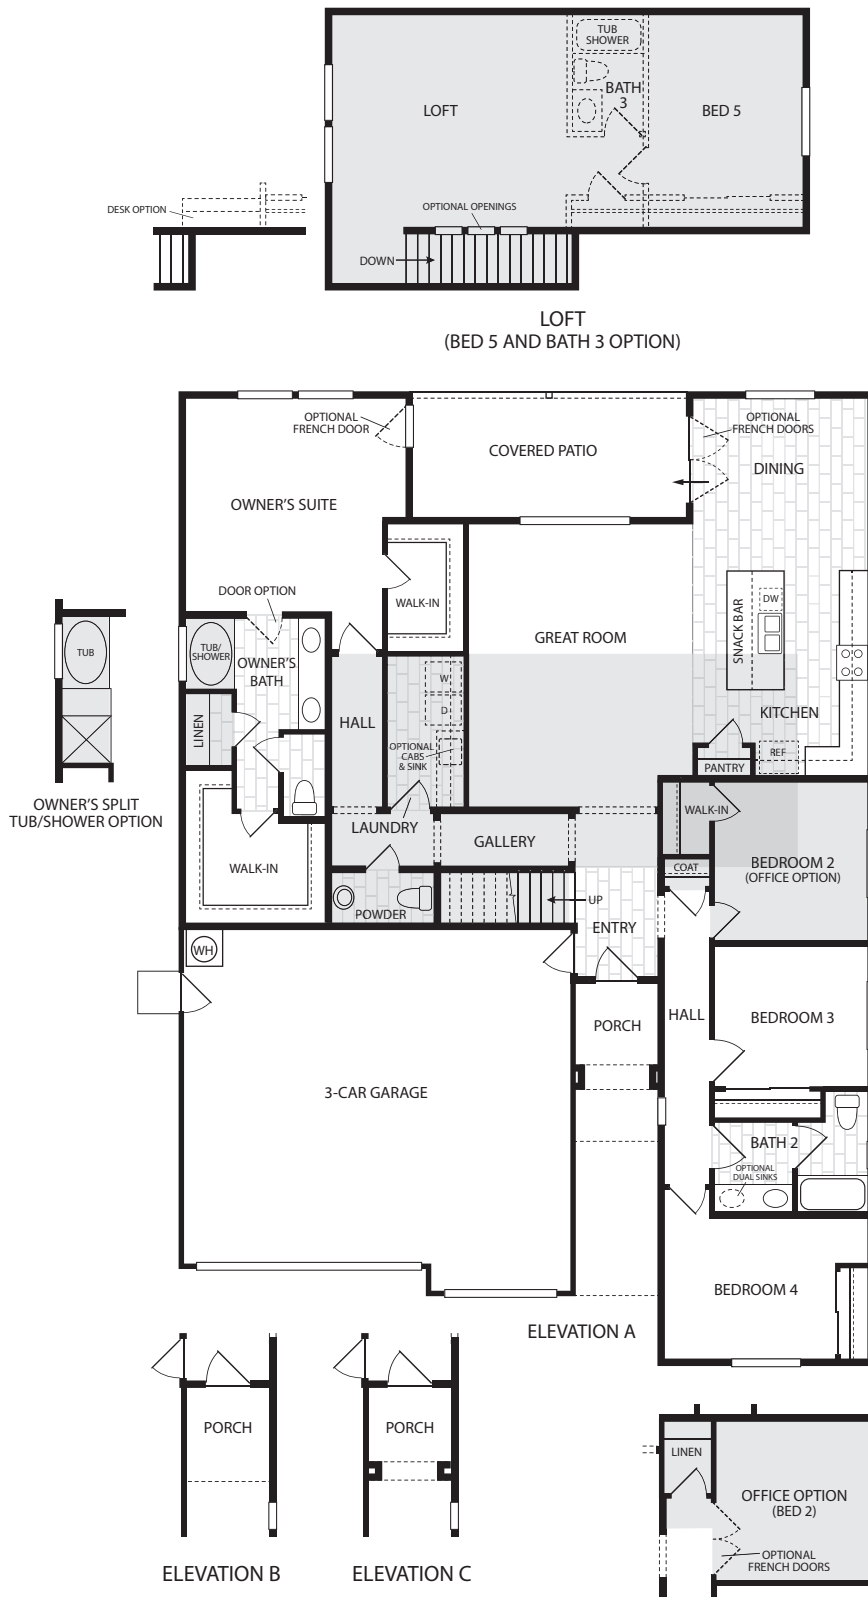 TUB
SHOWER
BATH
3
LOFT
BED 5
DESK OPTION
OPTIONAL OPENINGS
DOWN
LOFT
(BED 5 AND BATH 3 OPTION)
OPTIONAL
FRENCH DOOR
COVERED PATIO
OPTIONAL
FRENCH DOORS
DINING
OWNER'S SUITE
DOOR OPTION
WALK-IN
SNACK BAR
DW
GREAT ROOM
TUB
TUB/
SHOWER
OWNER'S
BATH
W
D
LINEN
HALL
OPTIONAL
CABS
& SINK
KITCHEN
REF
PANTRY
OWNER'S SPLIT
TUB/SHOWER OPTION
LAUNDRY
GALLERY
WALK-IN
WALK-IN
COAT
BEDROOM 2
(OFFICE OPTION)
POWDER
UP
ENTRY
WH
PORCH
HALL
BEDROOM 3
3-CAR GARAGE
BATH 2
OPTIONAL
DUAL SINKS
BEDROOM 4
ELEVATION A
PORCH
PORCH
LINEN
OFFICE OPTION
(BED 2)
OPTIONAL
FRENCH DOORS
ELEVATION B
ELEVATION C